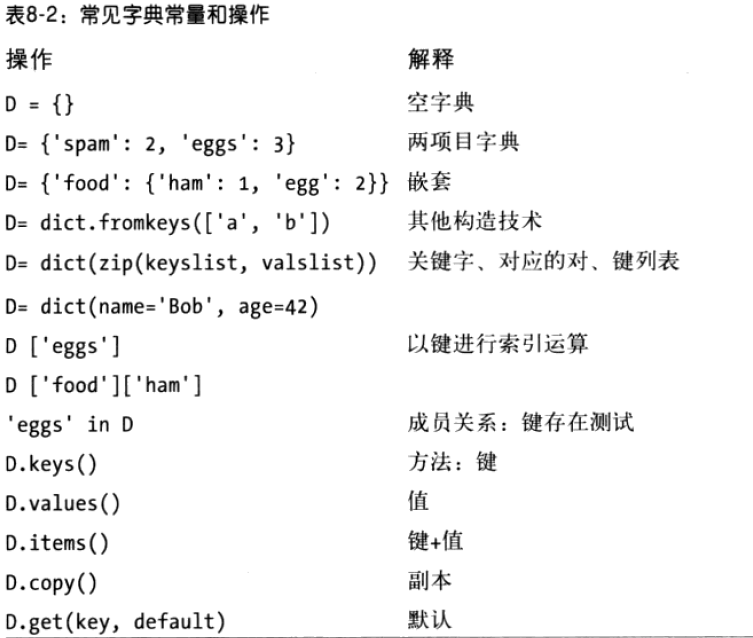 表8-2：常见字典常量和操作
操作 解释
D = {} 空字典
D= {'spam': 2, 'eggs': 3} 两项目字典
D= {'food': {'ham': 1, 'egg': 2}} 嵌套
D= dict.fromkeys(['a', 'b']) 其他构造技术
D= dict(zip(keyslist, valslist)) 关键字、对应的对、键列表
D= dict(name='Bob', age=42)
D ['eggs'] 以键进行索引运算
D ['food']['ham']
'eggs' in D 成员关系：键存在测试
D.keys() 方法：键
D.values() 值
D.items() 键+值
D.copy() 副本
D.get(key, default) 默认